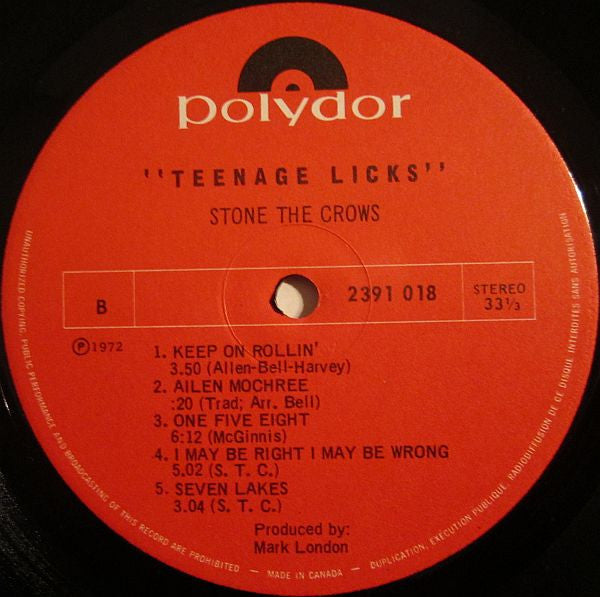 polydor
"TEENAGE LICKS"
STONE THE CROWS
B
2391 018
STEREO
33⅓
Ⓟ1972
1. KEEP ON ROLLIN'
3.50 (Allen-Bell-Harvey)
2. AILEN MOCHREE
:20 (Trad; Arr. Bell)
3. ONE FIVE EIGHT
6:12 (McGinnis)
4. I MAY BE RIGHT I MAY BE WRONG
5.02 (S. T. C.)
5. SEVEN LAKES
3.04 (S. T. C.)
Produced by:
Mark London
UNAUTHORIZED COPYING, PUBLIC PERFORMANCE AND BROADCASTING OF THIS RECORD ARE PROHIBITED — MADE IN CANADA — DUPLICATION, EXÉCUTION PUBLIQUE, RADIODIFFUSION DE CE DISQUE INTERDITES SANS AUTORISATION